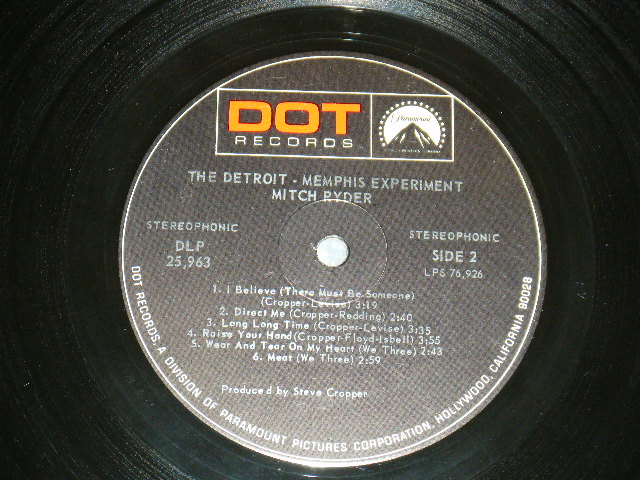 DOT
RECORDS
Paramount
THE DETROIT - MEMPHIS EXPERIMENT
MITCH RYDER
STEREOPHONIC
DLP
25,963
STEREOPHONIC
SIDE 2
LPS 76,926
1. I Believe (There Must Be Someone)
(Cropper-Levise) 3:19
2. Direct Me (Cropper-Redding) 2:40
3. Long Long Time (Cropper-Levise) 3:35
4. Raise Your Hand(Cropper-Floyd-Isbell) 3:55
5. Wear And Tear On My Heart (We Three) 2:43
6. Meat (We Three) 2:59
Produced by Steve Cropper
DOT RECORDS, A DIVISION OF PARAMOUNT PICTURES CORPORATION, HOLLYWOOD, CALIFORNIA 90028